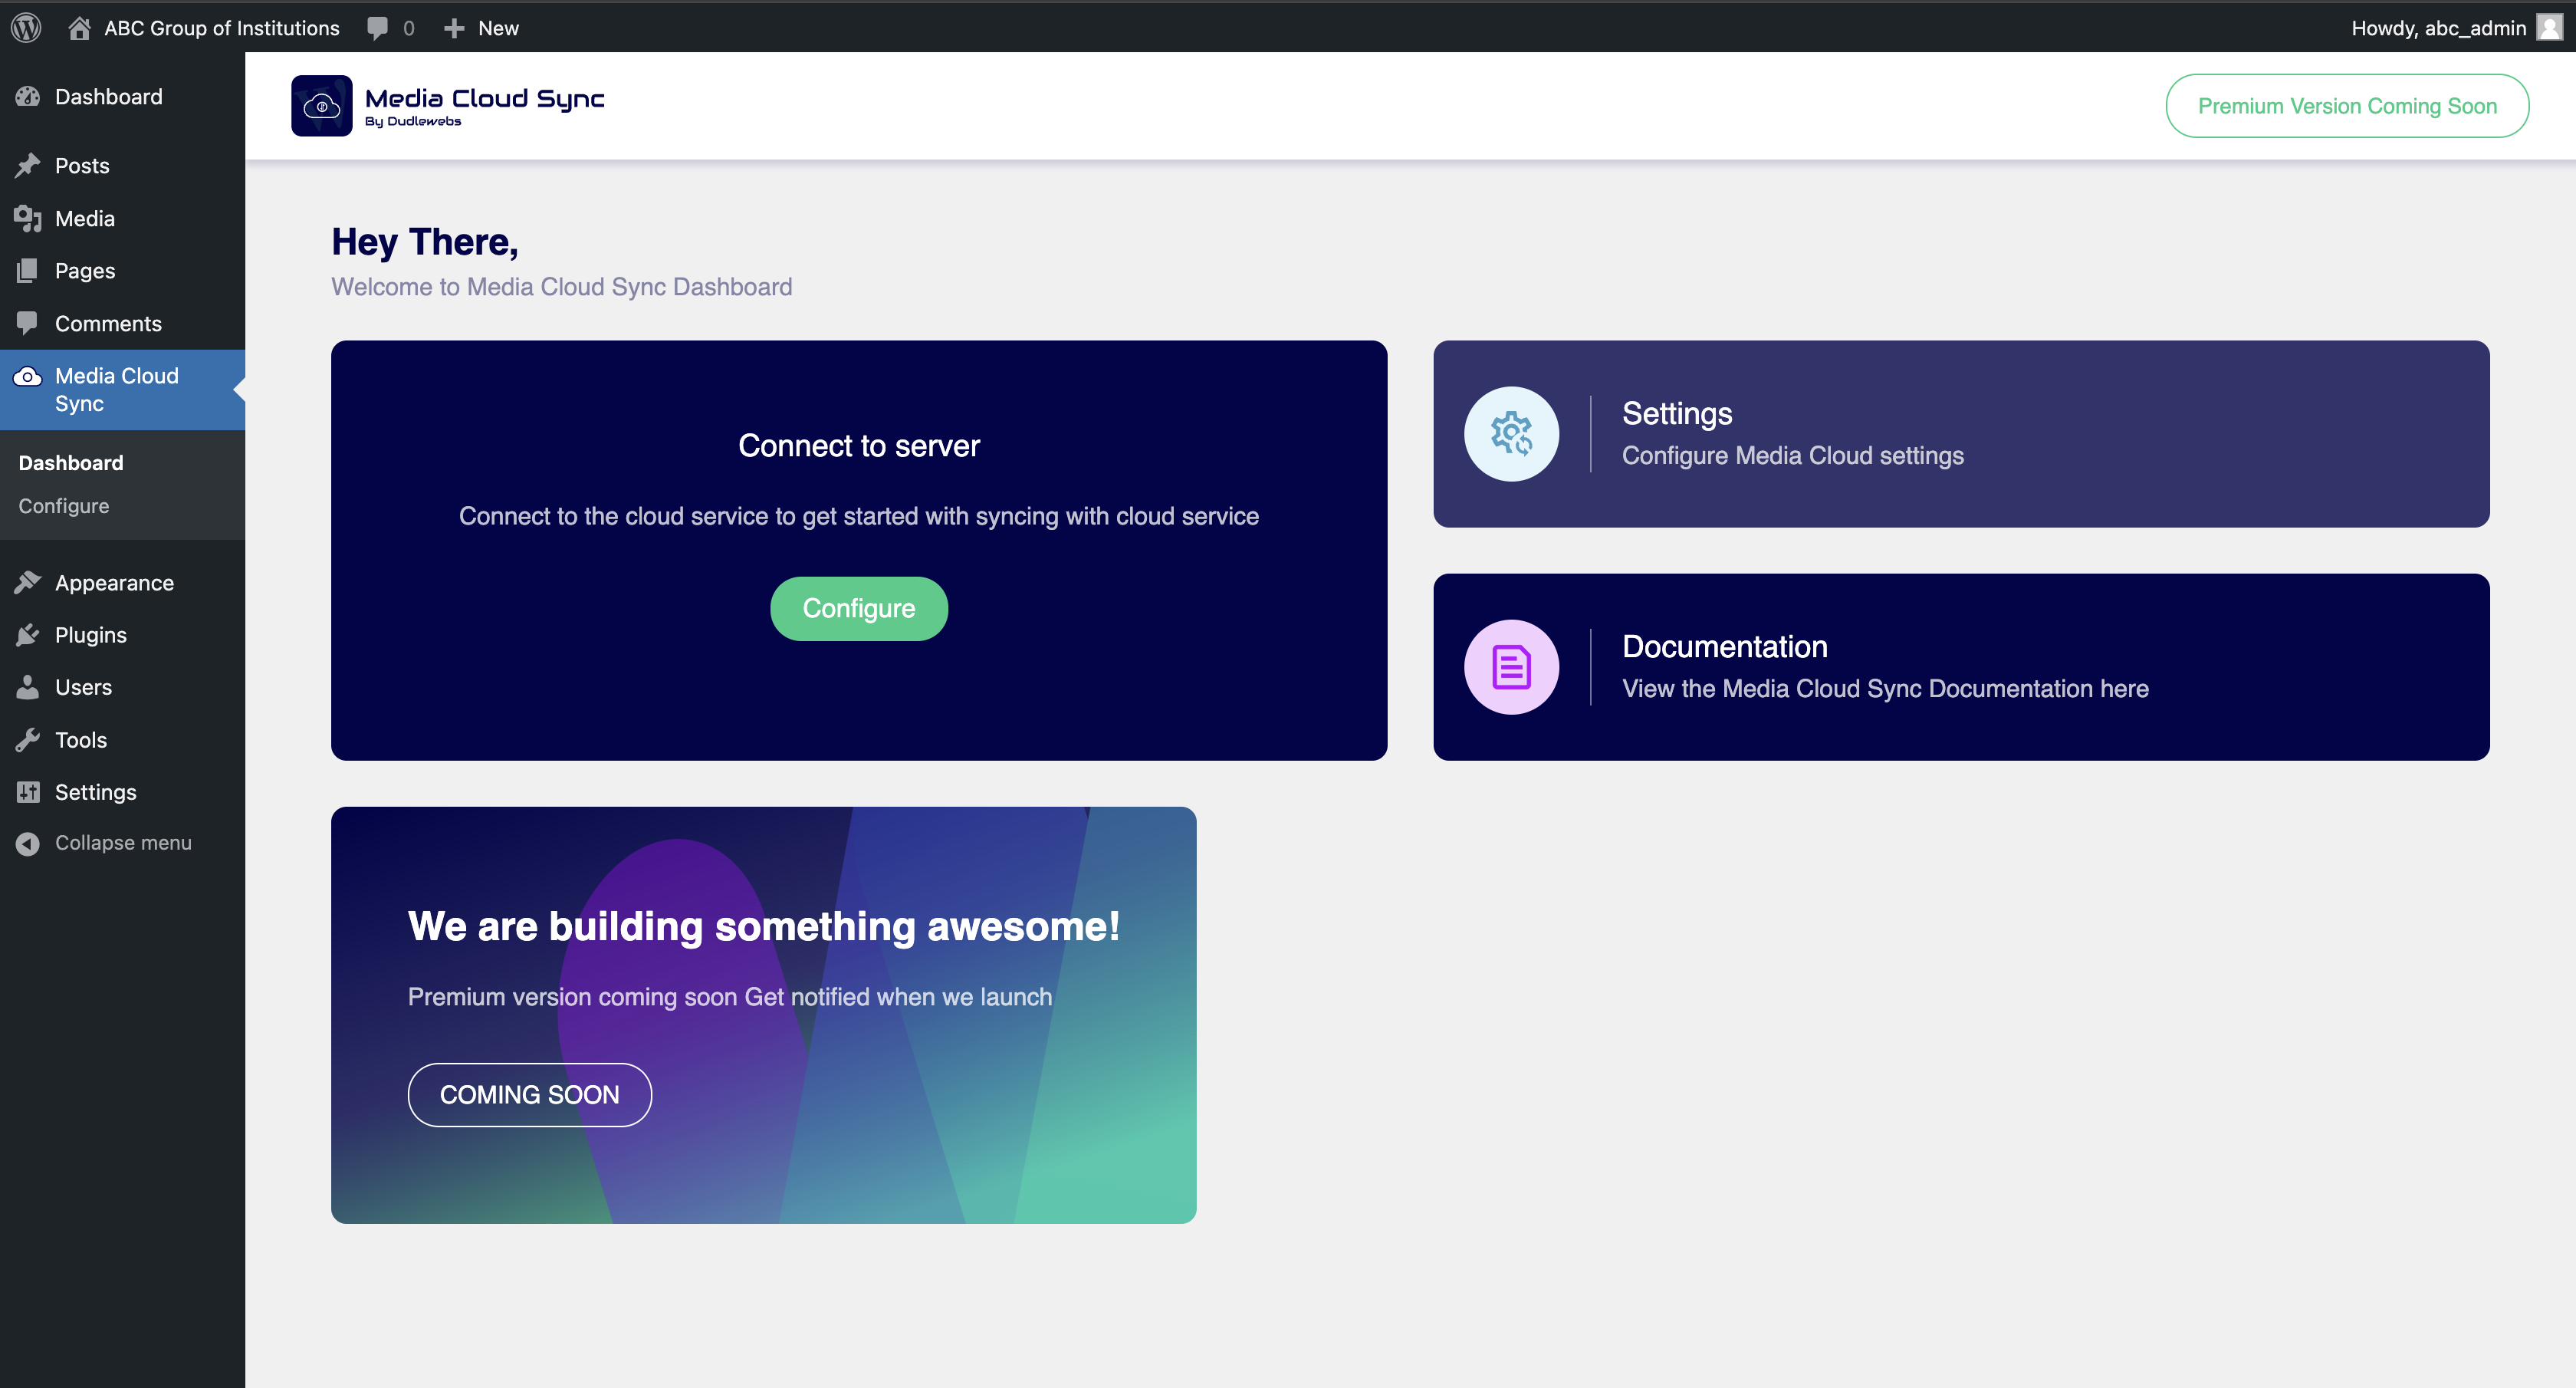 ABC Group of Institutions
0
New
Howdy, abc_admin
Dashboard
Posts
Media
Pages
Comments
Media Cloud
Sync
Dashboard
Configure
Appearance
Plugins
Users
Tools
Settings
Collapse menu
Media Cloud Sync
By Dudlewebs
Premium Version Coming Soon
Hey There,
Welcome to Media Cloud Sync Dashboard
Connect to server
Connect to the cloud service to get started with syncing with cloud service
Configure
Settings
Configure Media Cloud settings
Documentation
View the Media Cloud Sync Documentation here
We are building something awesome!
Premium version coming soon Get notified when we launch
COMING SOON